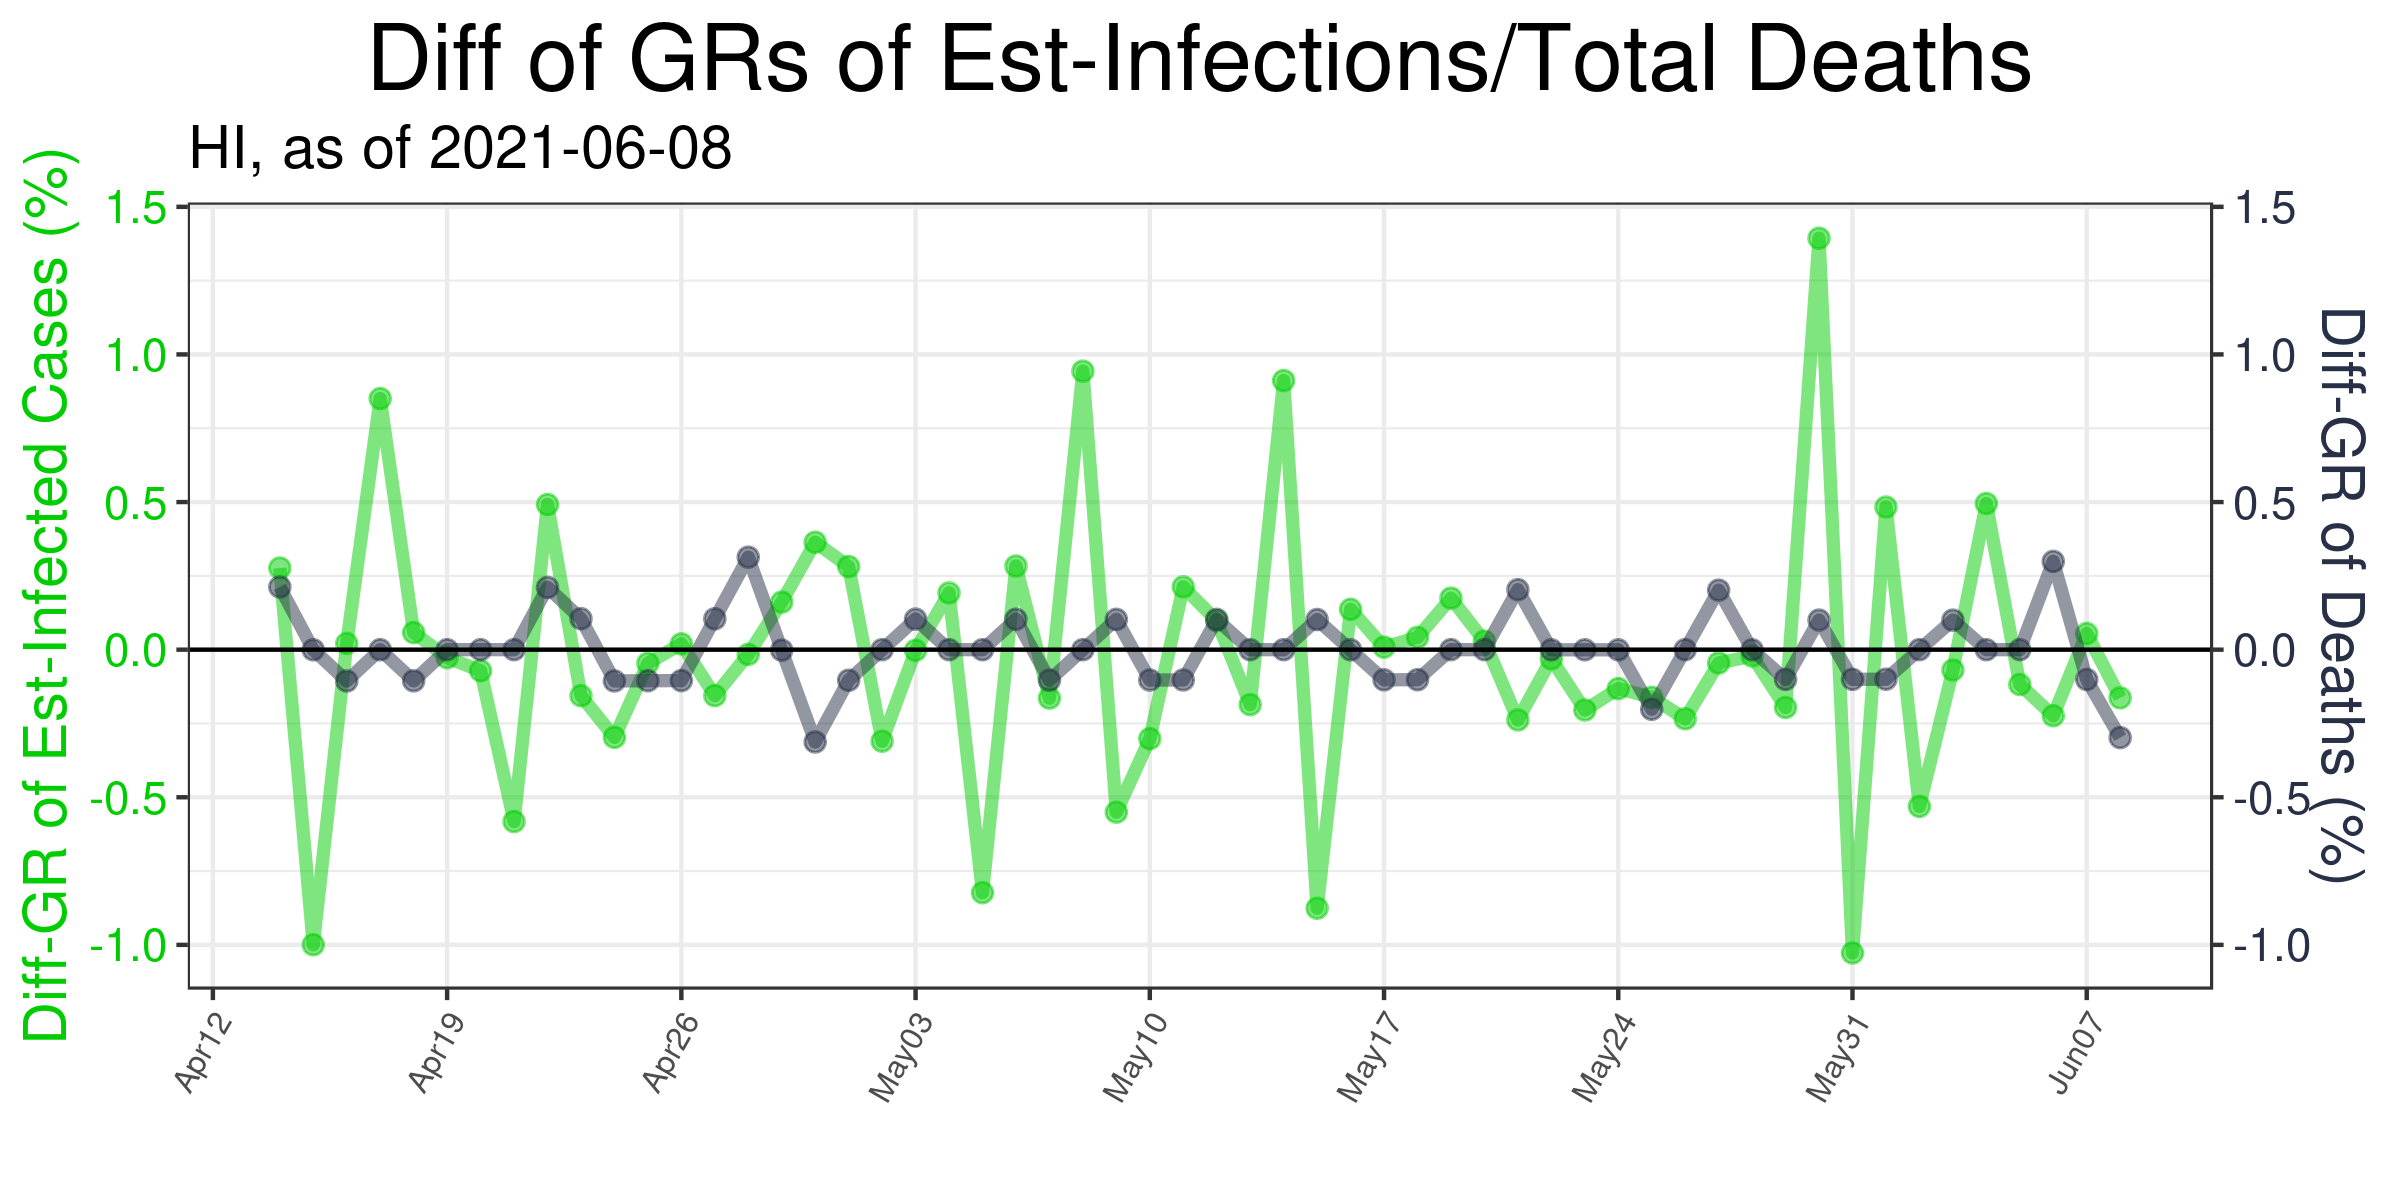 Diff of GRs of Est-Infections/Total Deaths
HI, as of 2021-06-08
Diff-GR of Est-Infected Cases (%)
1.5
1.0
0.5
0.0
-0.5
-1.0
1.5
1.0
0.5
0.0
-0.5
-1.0
Diff-GR of Deaths (%)
Apr12
Apr19
Apr26
May03
May10
May17
May24
May31
Jun07